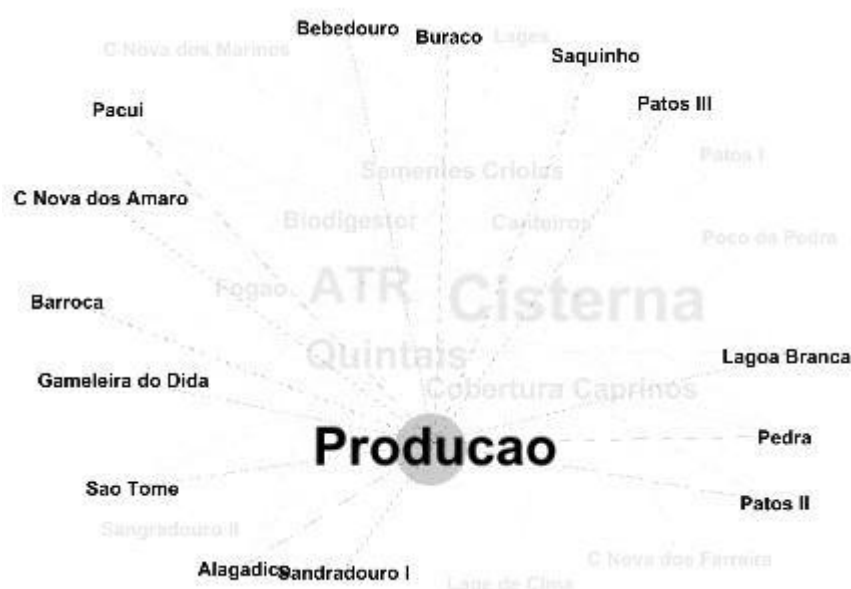 Bebedouro
Buraco
Lages
C Nova dos Marinos
Saquinho
Pacui
Patos III
Patos I
Sementes Criolas
C Nova dos Amaro
Biodigestor
Canteiros
Poco da Pedra
Fogao
ATR
Cisterna
Barroca
Quintais
Lagoa Branca
Gameleira do Dida
Cobertura Caprinos
Producao
Pedra
Sao Tome
Patos II
Sangradouro II
Alagadico
Sandradouro I
C Nova dos Ferreira
Lage de Cima